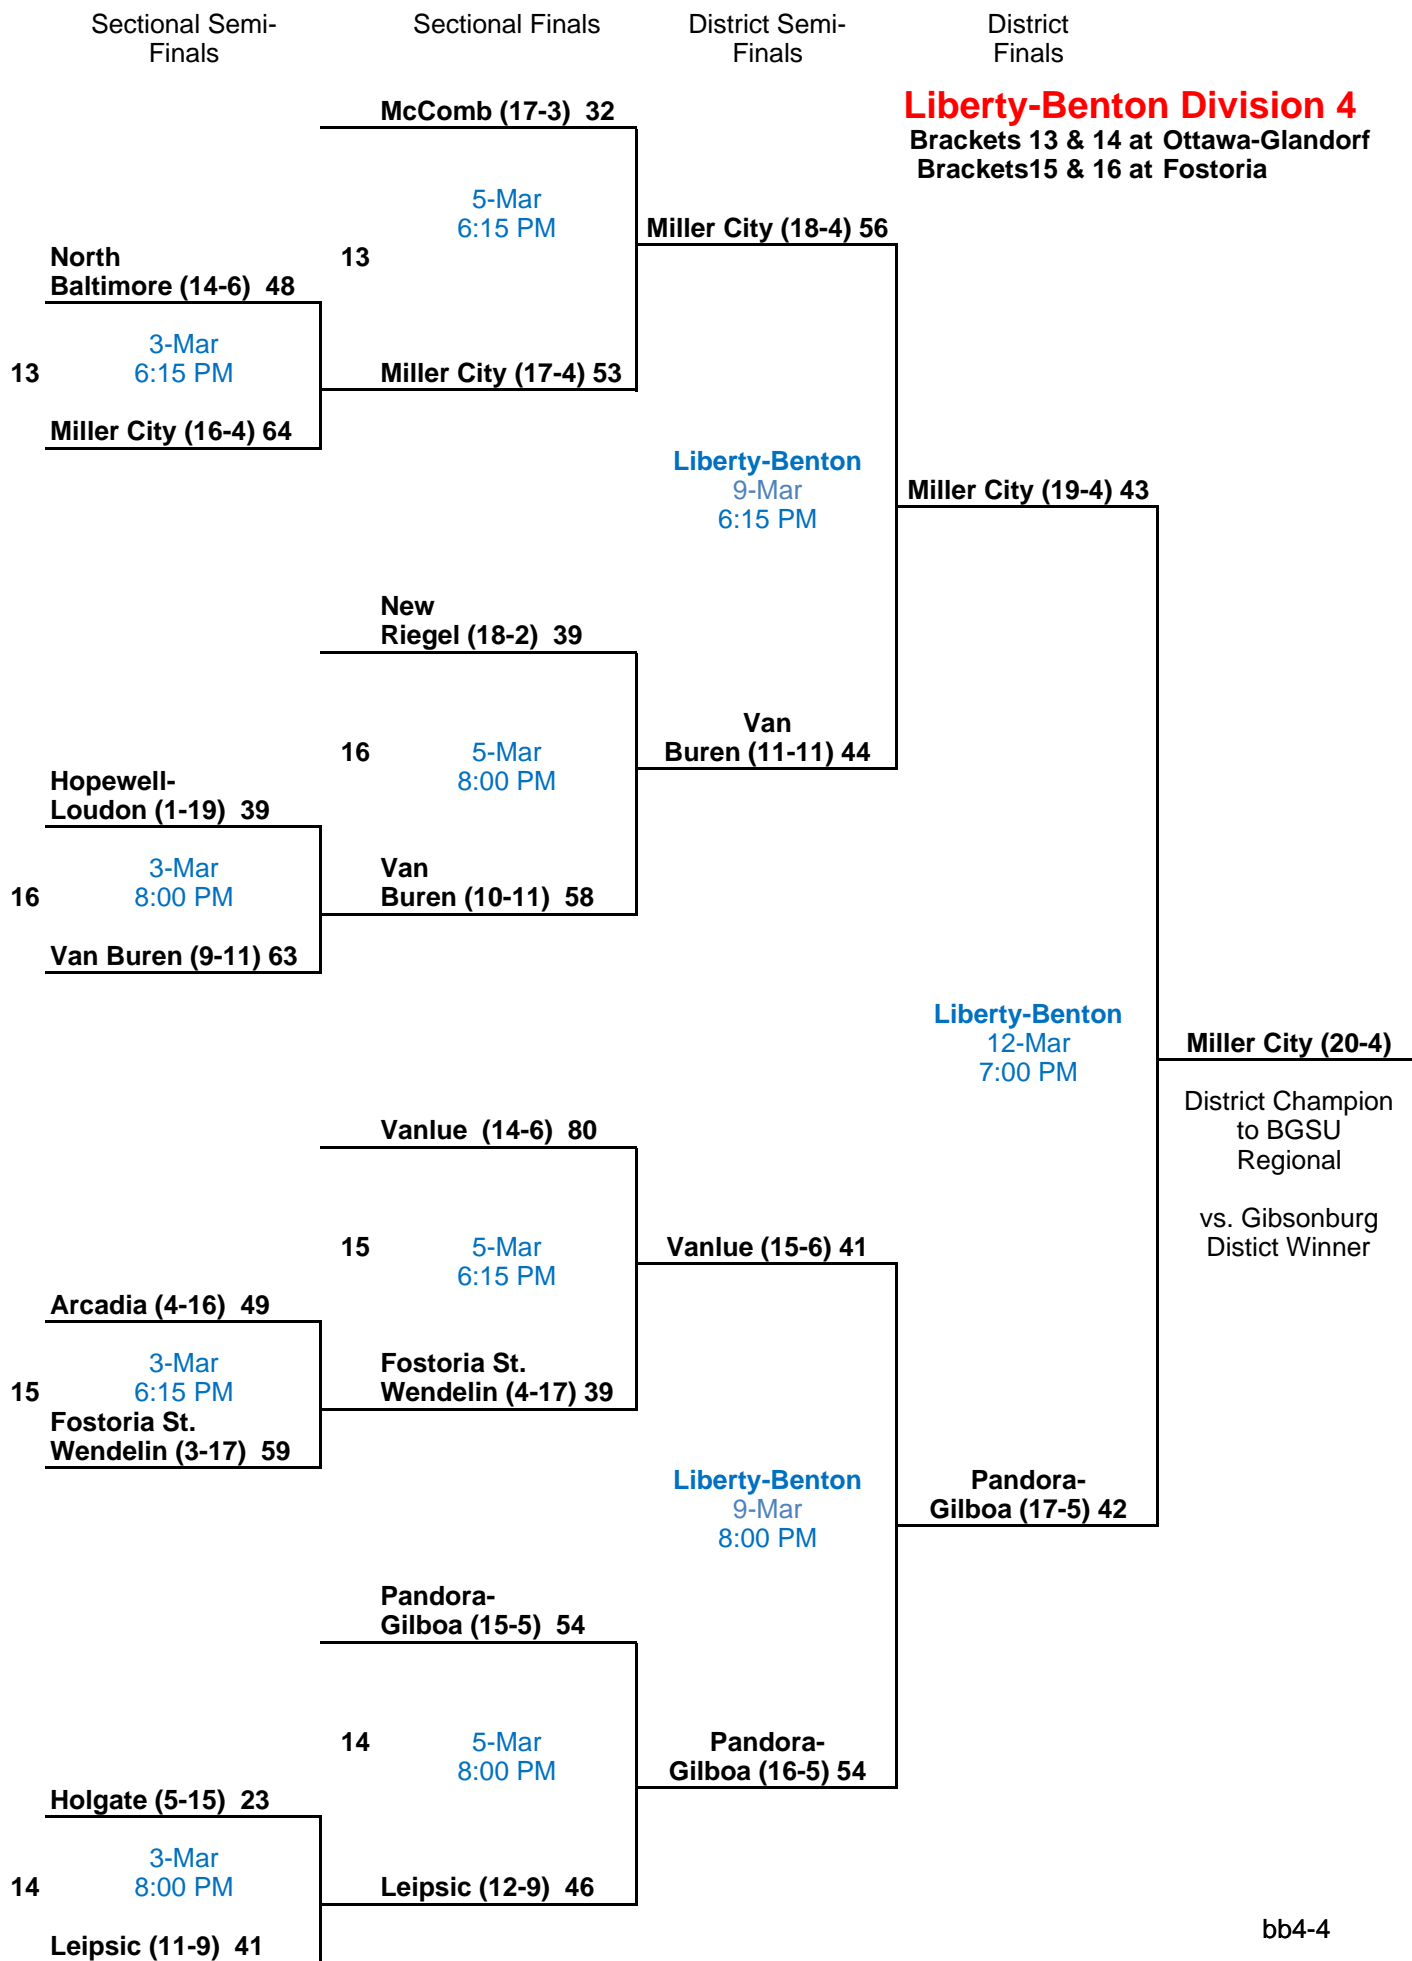 Sectional Semi-
Finals
Sectional Finals
District Semi-
Finals
District
Finals
Liberty-Benton Division 4
Brackets 13 & 14 at Ottawa-Glandorf
Brackets15 & 16 at Fostoria
McComb (17-3) 32
5-Mar
6:15 PM
13
Miller City (18-4) 56
North
Baltimore (14-6) 48
3-Mar
6:15 PM
13
Miller City (17-4) 53
Miller City (16-4) 64
Liberty-Benton
9-Mar
6:15 PM
Miller City (19-4) 43
New
Riegel (18-2) 39
16
5-Mar
8:00 PM
Van
Buren (11-11) 44
Hopewell-
Loudon (1-19) 39
3-Mar
8:00 PM
16
Van
Buren (10-11) 58
Van Buren (9-11) 63
Liberty-Benton
12-Mar
7:00 PM
Miller City (20-4)
District Champion
to BGSU
Regional
vs. Gibsonburg
Distict Winner
Vanlue (14-6) 80
15
5-Mar
6:15 PM
Vanlue (15-6) 41
Arcadia (4-16) 49
3-Mar
6:15 PM
15
Fostoria St.
Wendelin (4-17) 39
Fostoria St.
Wendelin (3-17) 59
Liberty-Benton
9-Mar
8:00 PM
Pandora-
Gilboa (17-5) 42
Pandora-
Gilboa (15-5) 54
14
5-Mar
8:00 PM
Pandora-
Gilboa (16-5) 54
Holgate (5-15) 23
3-Mar
8:00 PM
14
Leipsic (12-9) 46
Leipsic (11-9) 41
bb4-4